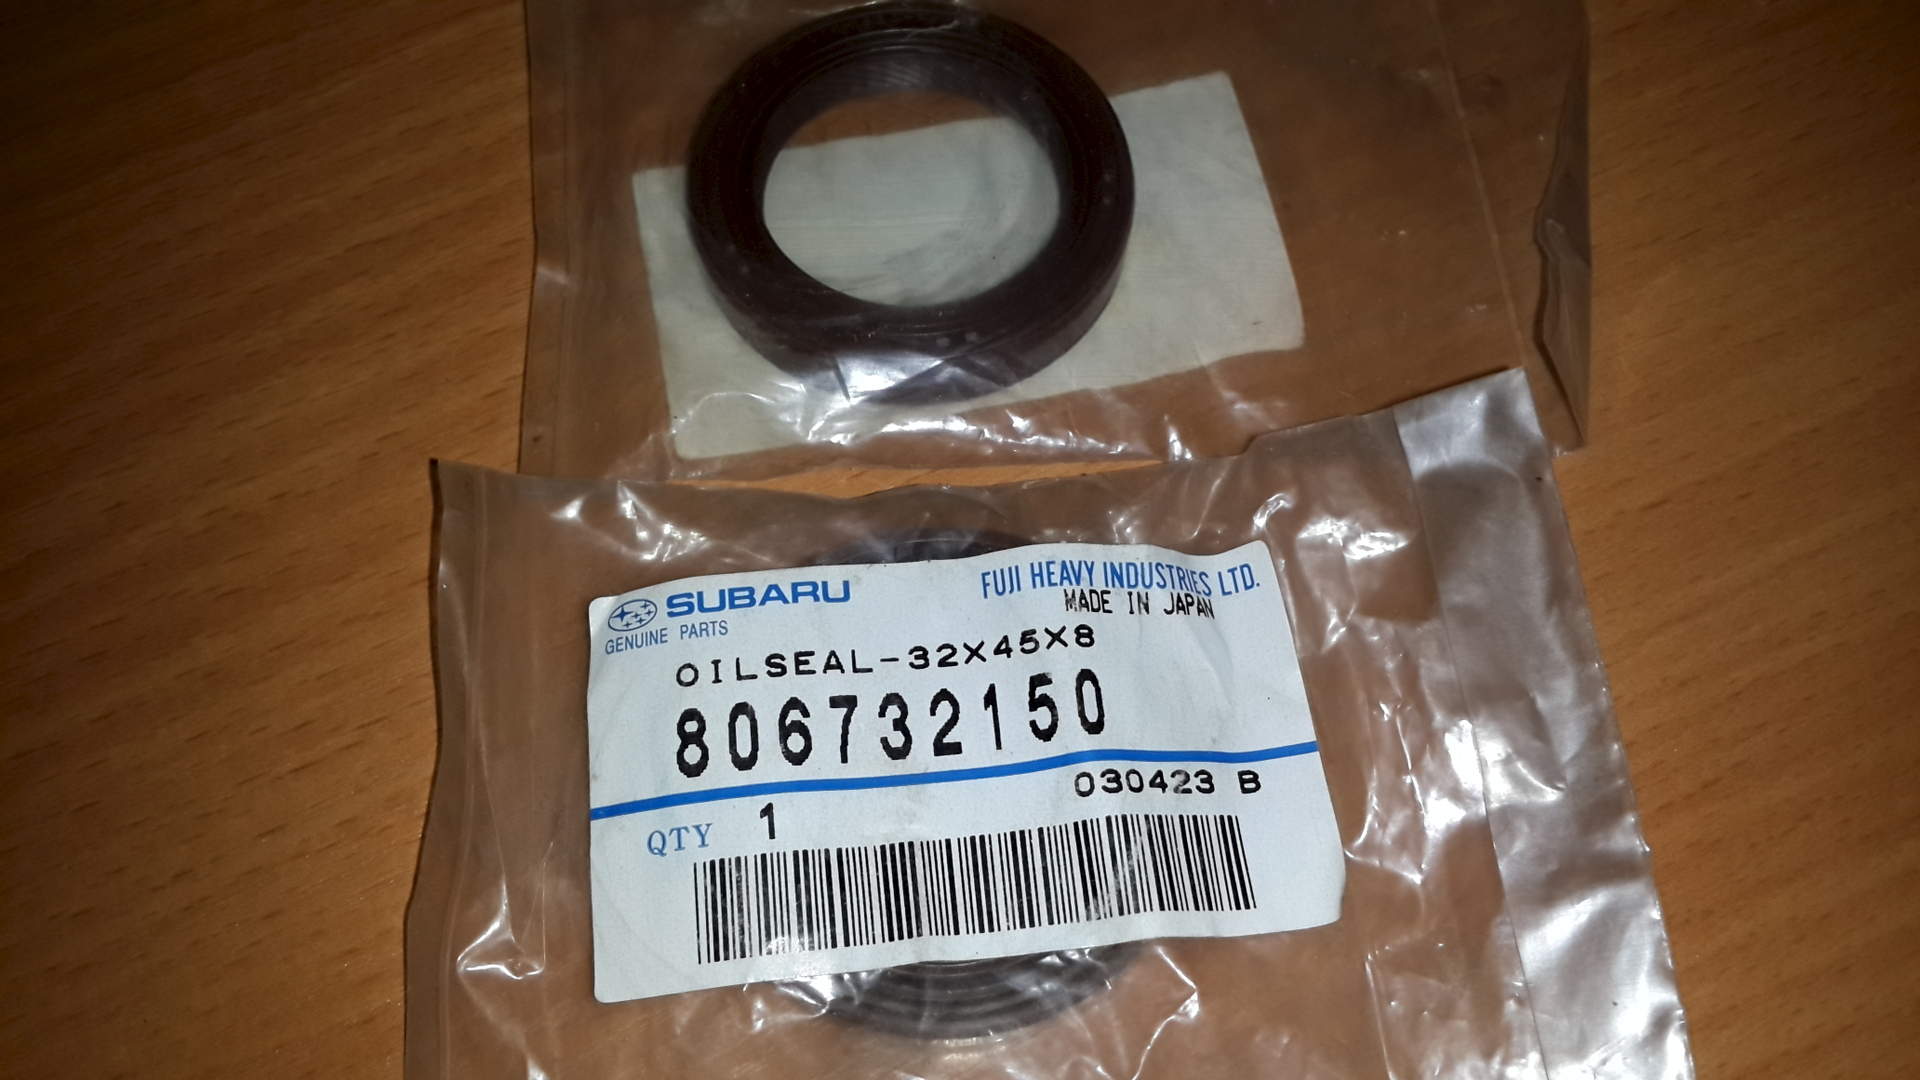 SUBARU
FUJI HEAVY INDUSTRIES LTD.
GENUINE PARTS
MADE IN JAPAN
OILSEAL-32X45X8
806732150
030423 B
QTY 1